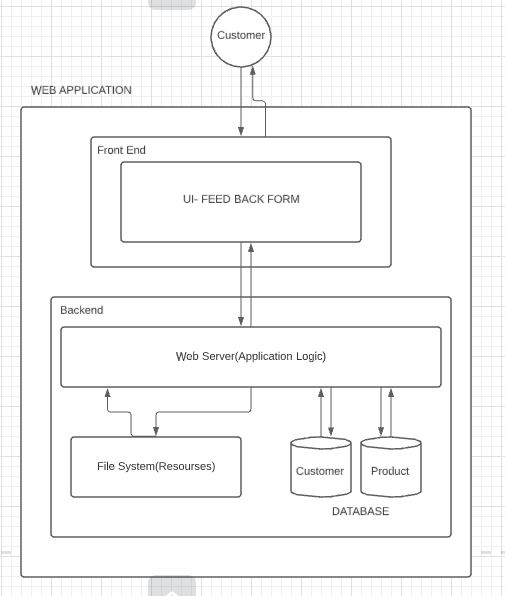 Customer
WEB APPLICATION
Front End
UI- FEED BACK FORM
Backend
Web Server(Application Logic)
File System(Resourses)
Customer
Product
DATABASE